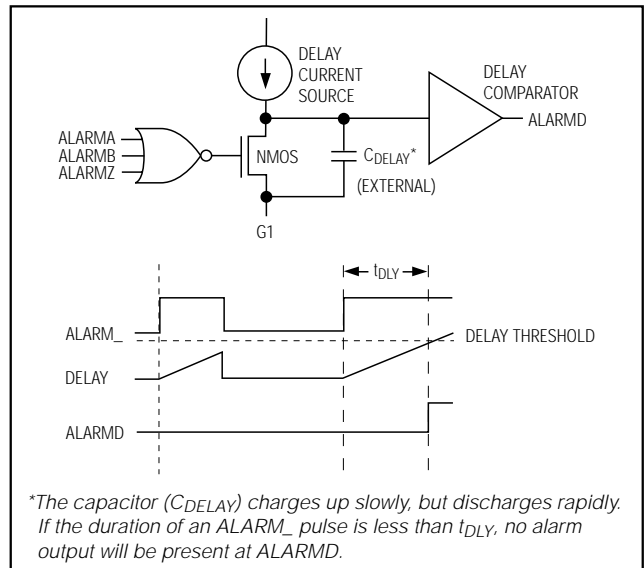 DELAY
CURRENT
SOURCE
DELAY
COMPARATOR
ALARMA
ALARMB
ALARMZ
NMOS
CDELAY*
(EXTERNAL)
ALARMD
G1
tDLY
ALARM_
DELAY THRESHOLD
DELAY
ALARMD
*The capacitor (CDELAY) charges up slowly, but discharges rapidly.
If the duration of an ALARM_ pulse is less than tDLY, no alarm
output will be present at ALARMD.